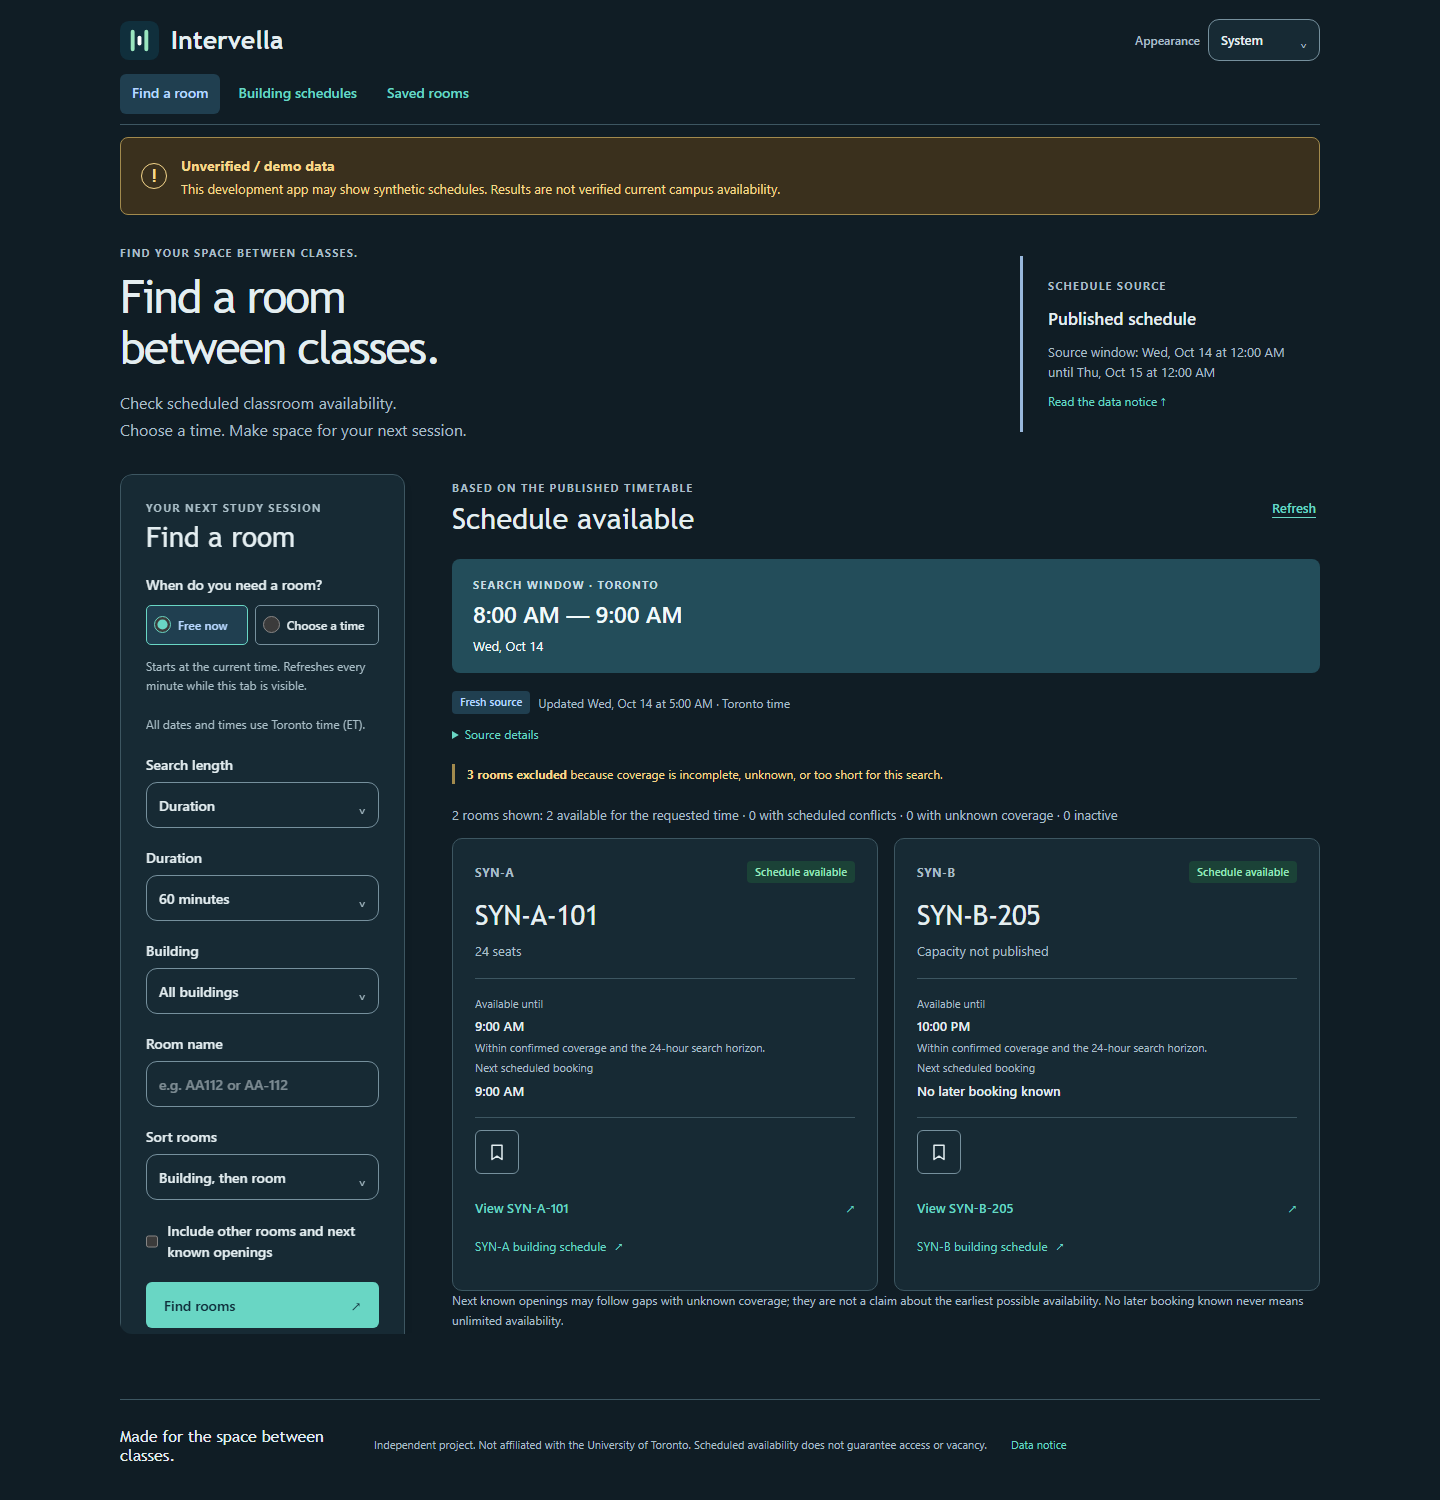 Intervella
Appearance
System
Find a room
Building schedules
Saved rooms
!
Unverified / demo data
This development app may show synthetic schedules. Results are not verified current campus availability.
FIND YOUR SPACE BETWEEN CLASSES.
Find a room
between classes.
Check scheduled classroom availability.
Choose a time. Make space for your next session.
SCHEDULE SOURCE
Published schedule
Source window: Wed, Oct 14 at 12:00 AM
until Thu, Oct 15 at 12:00 AM
Read the data notice ↑
YOUR NEXT STUDY SESSION
Find a room
When do you need a room?
Free now
Choose a time
Starts at the current time. Refreshes every
minute while this tab is visible.
All dates and times use Toronto time (ET).
Search length
Duration
Duration
60 minutes
Building
All buildings
Room name
e.g. AA112 or AA-112
Sort rooms
Building, then room
Include other rooms and next
known openings
Find rooms ↗
BASED ON THE PUBLISHED TIMETABLE
Schedule available
Refresh
SEARCH WINDOW · TORONTO
8:00 AM — 9:00 AM
Wed, Oct 14
Fresh source
Updated Wed, Oct 14 at 5:00 AM · Toronto time
Source details
3 rooms excluded because coverage is incomplete, unknown, or too short for this search.
2 rooms shown: 2 available for the requested time · 0 with scheduled conflicts · 0 with unknown coverage · 0 inactive
SYN-A
Schedule available
SYN-A-101
24 seats
Available until
9:00 AM
Within confirmed coverage and the 24-hour search horizon.
Next scheduled booking
9:00 AM
View SYN-A-101 ↗
SYN-A building schedule ↗
SYN-B
Schedule available
SYN-B-205
Capacity not published
Available until
10:00 PM
Within confirmed coverage and the 24-hour search horizon.
Next scheduled booking
No later booking known
View SYN-B-205 ↗
SYN-B building schedule ↗
Next known openings may follow gaps with unknown coverage; they are not a claim about the earliest possible availability. No later booking known never means
unlimited availability.
Made for the space between
classes.
Independent project. Not affiliated with the University of Toronto. Scheduled availability does not guarantee access or vacancy.
Data notice